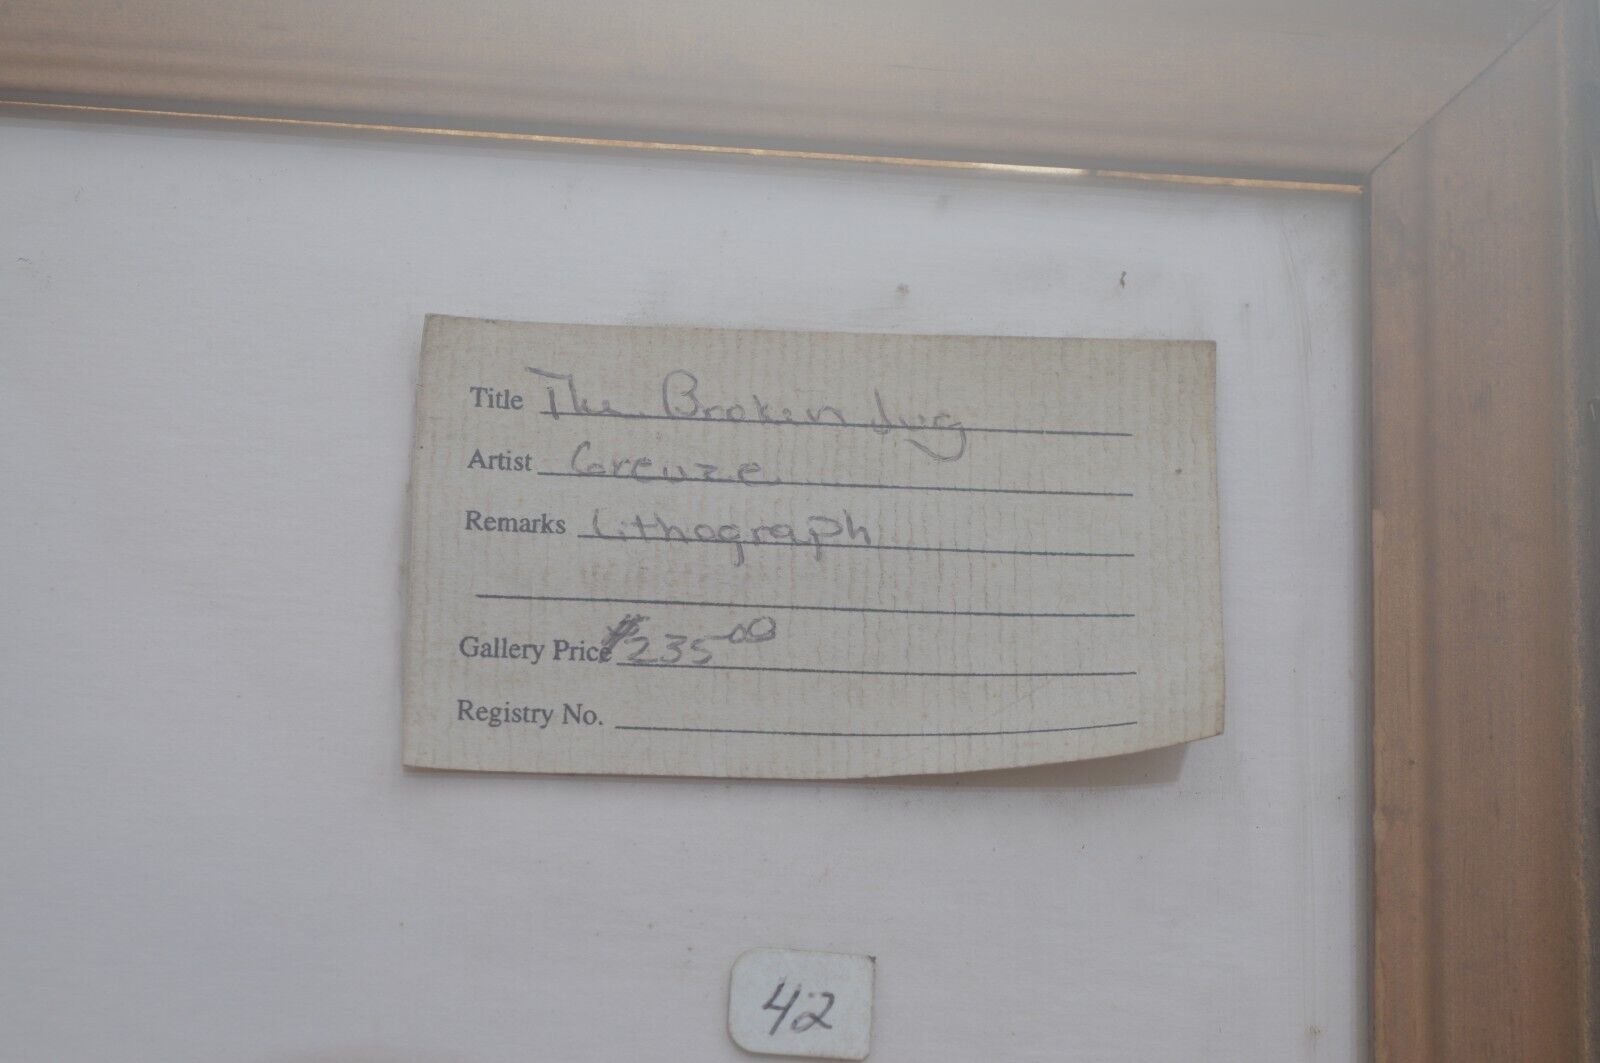 Title The Broken Jug
Artist Greuze
Remarks Lithograph
Gallery Price $235.00
Registry No.
42